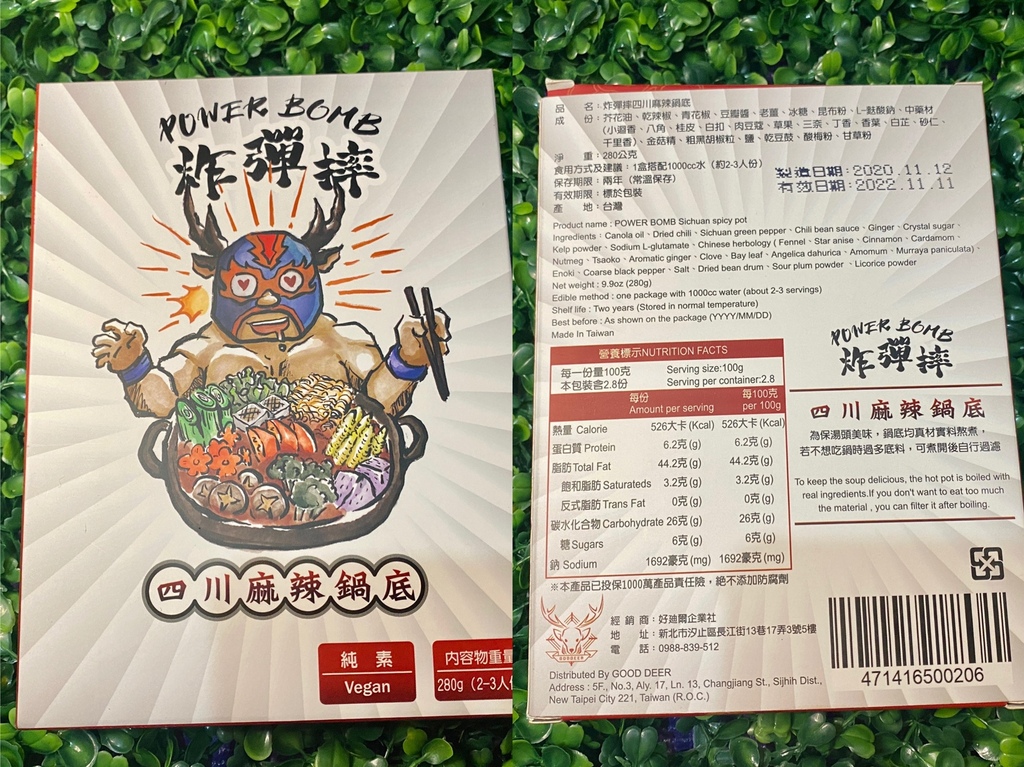 POWER BOMB
炸彈摔
四川麻辣鍋底
純 素
Vegan
內容物重量
280g（2-3人份
品 名：炸彈摔四川麻辣鍋底
成 份：芥花油、乾辣椒、青花椒、豆瓣醬、老薑、冰糖、昆布粉、L-麩酸鈉、中藥材
(小迴香、八角、桂皮、白扣、肉豆蔻、草果、三奈、丁香、香葉、白芷、砂仁、
千里香)、金菇精、粗黑胡椒粒、鹽、乾豆鼓、酸梅粉、甘草粉
淨 重：280公克
食用方式及建議：1盒搭配1000cc水（約2-3人份）
保存期限：兩年（常溫保存）
有效期限：標於包裝
產 地：台灣
製造日期：2020.11.12
有效日期：2022.11.11
Product name : POWER BOMB Sichuan spicy pot
Ingredients : Canola oil、Dried chili、Sichuan green pepper、Chili bean sauce、Ginger、Crystal sugar、
Kelp powder、Sodium L-glutamate、Chinese herbology ( Fennel、Star anise、Cinnamon、Cardamom、
Nutmeg、Tsaoko、Aromatic ginger、Clove、Bay leaf、Angelica dahurica、Amomum、Murraya paniculata)、
Enoki、Coarse black pepper、Salt、Dried bean drum、Sour plum powder、Licorice powder
Net weight : 9.9oz (280g)
Edible method : one package with 1000cc water (about 2-3 servings)
Shelf life : Two years (Stored in normal temperature)
Best before : As shown on the package (YYYY/MM/DD)
Made In Taiwan
營養標示NUTRITION FACTS
每一份量100克 Serving size:100g
本包裝含2.8份 Serving per container:2.8
每份 每100克
Amount per serving per 100g
熱量 Calorie 526大卡(Kcal) 526大卡(Kcal)
蛋白質 Protein 6.2克(g) 6.2克(g)
脂肪 Total Fat 44.2克(g) 44.2克(g)
飽和脂肪 Saturateds 3.2克(g) 3.2克(g)
反式脂肪 Trans Fat 0克(g) 0克(g)
碳水化合物 Carbohydrate 26克(g) 26克(g)
糖 Sugars 6克(g) 6克(g)
鈉 Sodium 1692豪克(mg) 1692豪克(mg)
※本產品已投保1000萬產品責任險，絕不添加防腐劑
POWER BOMB
炸彈摔
四川麻辣鍋底
為保湯頭美味，鍋底均真材實料熬煮，
若不想吃鍋時過多底料，可煮開後自行過濾
To keep the soup delicious, the hot pot is boiled with
real ingredients.If you don't want to eat too much
the material , you can filter it after boiling.
GOODEER
經 銷 商：好迪爾企業社
地 址：新北市汐止區長江街13巷17弄3號5樓
電 話：0988-839-512
Distributed By GOOD DEER
Address : 5F., No.3, Aly. 17, Ln. 13, Changjiang St., Sijhih Dist.,
New Taipei City 221, Taiwan (R.O.C.)
471416500206